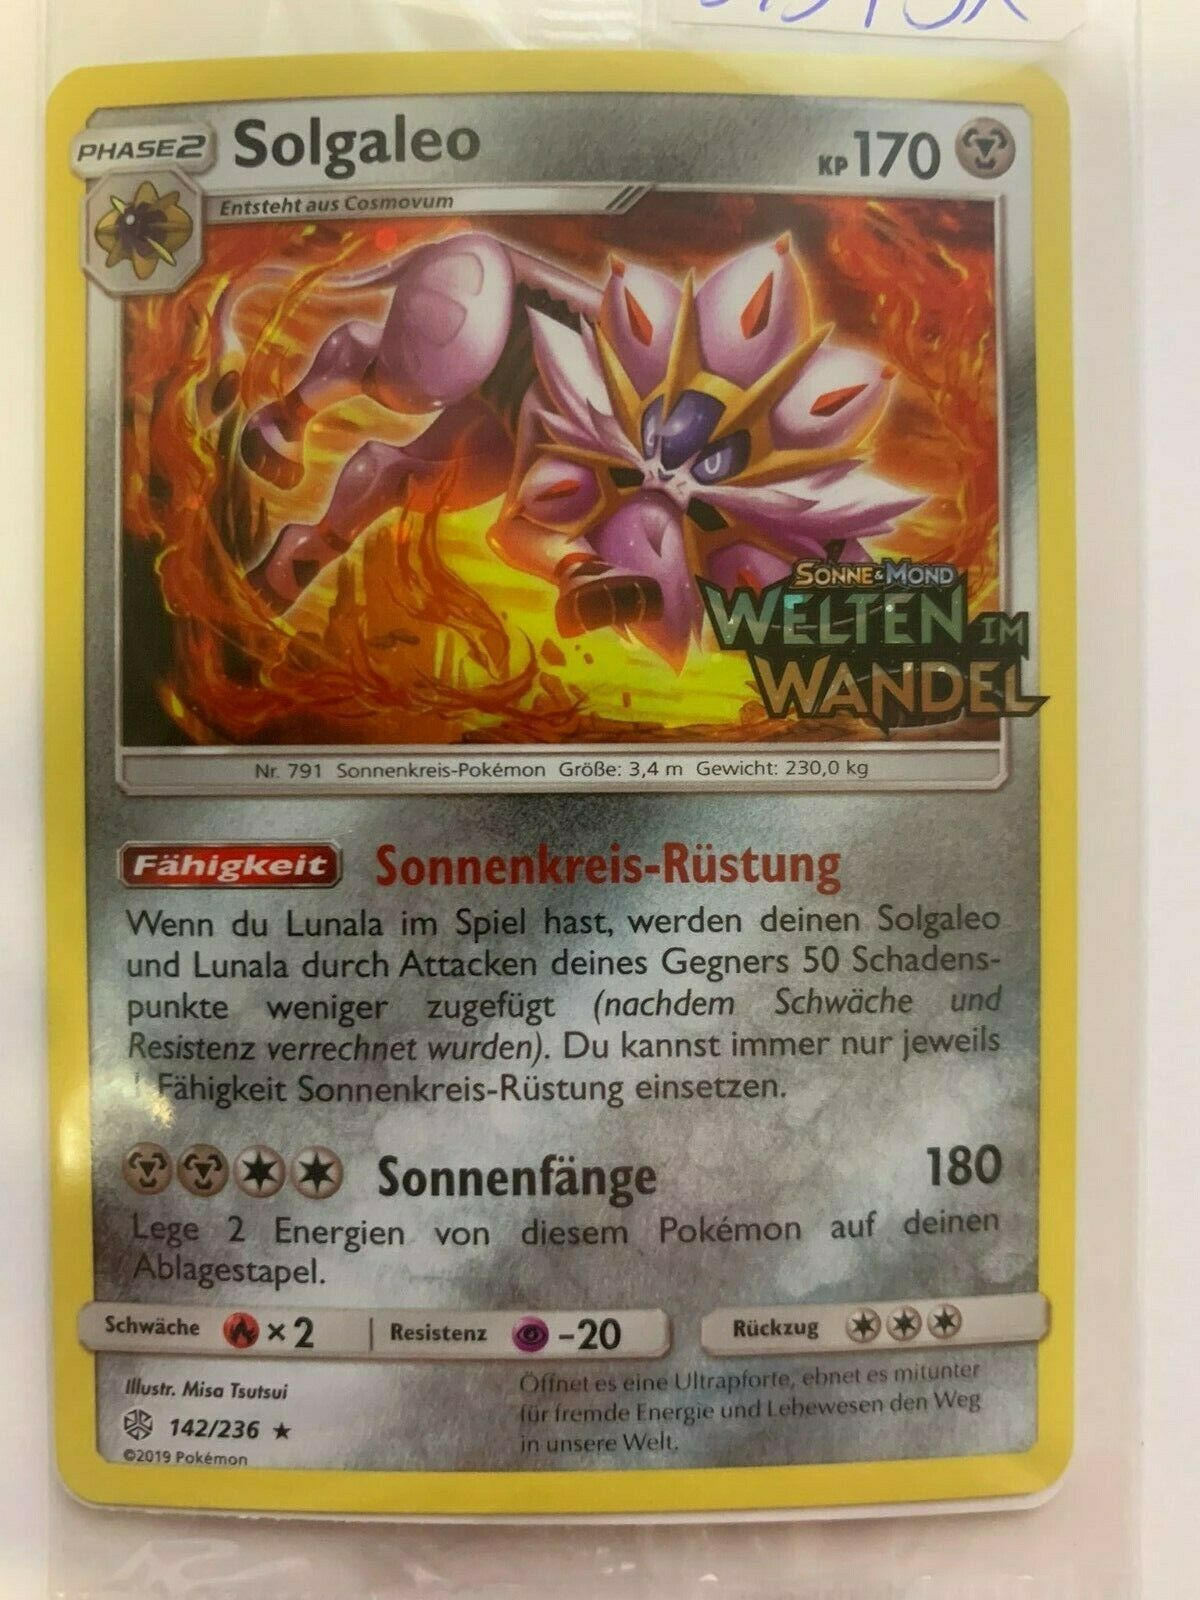 PHASE2 Solgaleo KP170
Entsteht aus Cosmovum
SONNE&MOND
WELTEN IM
WANDEL
Nr. 791 Sonnenkreis-Pokémon Größe: 3,4 m Gewicht: 230,0 kg
Fähigkeit Sonnenkreis-Rüstung
Wenn du Lunala im Spiel hast, werden deinen Solgaleo
und Lunala durch Attacken deines Gegners 50 Schadens-
punkte weniger zugefügt (nachdem Schwäche und
Resistenz verrechnet wurden). Du kannst immer nur jeweils
1 Fähigkeit Sonnenkreis-Rüstung einsetzen.
Sonnenfänge 180
Lege 2 Energien von diesem Pokémon auf deinen
Ablagestapel.
Schwäche ×2 Resistenz -20 Rückzug
Illustr. Misa Tsutsui
142/236 ★
©2019 Pokémon
Öffnet es eine Ultrapforte, ebnet es mitunter
für fremde Energie und Lebewesen den Weg
in unsere Welt.